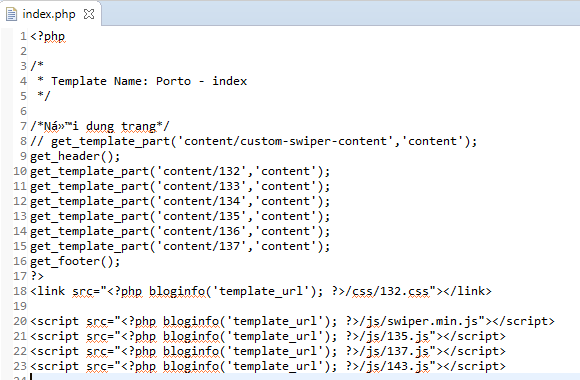 index.php
1 <?php
2
3 /*
4  * Template Name: Porto - index
5  */
6
7 /*Ná»™i dung trang*/
8 // get_template_part('content/custom-swiper-content','content');
9 get_header();
10 get_template_part('content/132','content');
11 get_template_part('content/133','content');
12 get_template_part('content/134','content');
13 get_template_part('content/135','content');
14 get_template_part('content/136','content');
15 get_template_part('content/137','content');
16 get_footer();
17 ?>
18 <link src="<?php bloginfo('template_url'); ?>/css/132.css"></link>
19
20 <script src="<?php bloginfo('template_url'); ?>/js/swiper.min.js"></script>
21 <script src="<?php bloginfo('template_url'); ?>/js/135.js"></script>
22 <script src="<?php bloginfo('template_url'); ?>/js/137.js"></script>
23 <script src="<?php bloginfo('template_url'); ?>/js/143.js"></script>
24